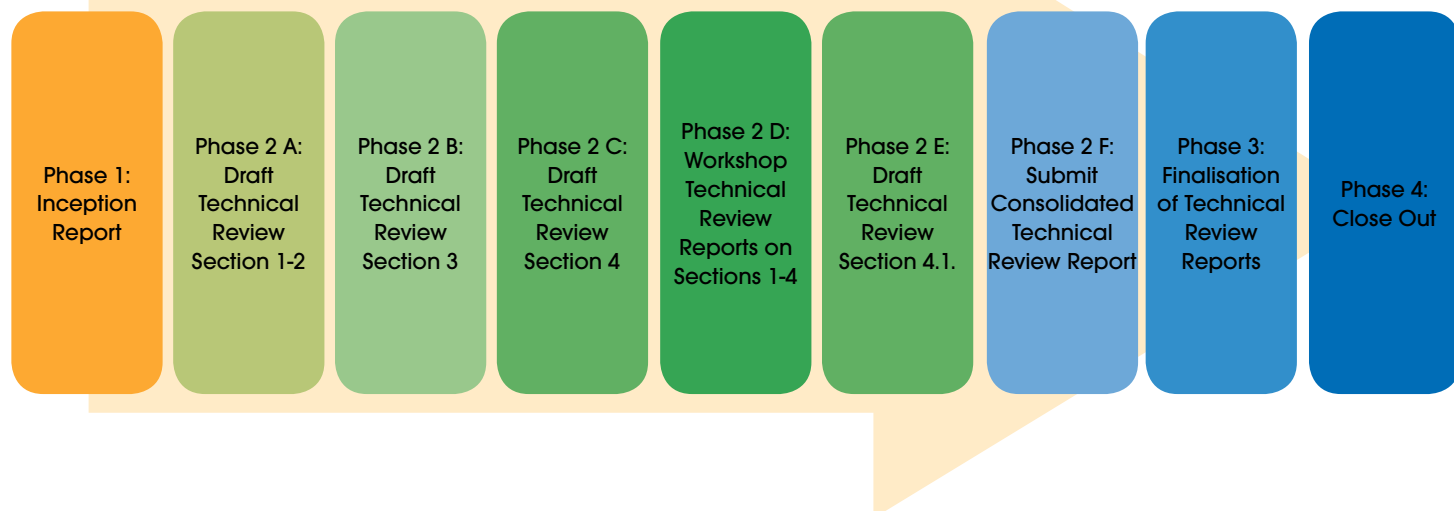 Phase 1:
Inception
Report
Phase 2 A:
Draft
Technical
Review
Section 1-2
Phase 2 B:
Draft
Technical
Review
Section 3
Phase 2 C:
Draft
Technical
Review
Section 4
Phase 2 D:
Workshop
Technical
Review
Reports on
Sections 1-4
Phase 2 E:
Draft
Technical
Review
Section 4.1.
Phase 2 F:
Submit
Consolidated
Technical
Review Report
Phase 3:
Finalisation
of Technical
Review
Reports
Phase 4:
Close Out